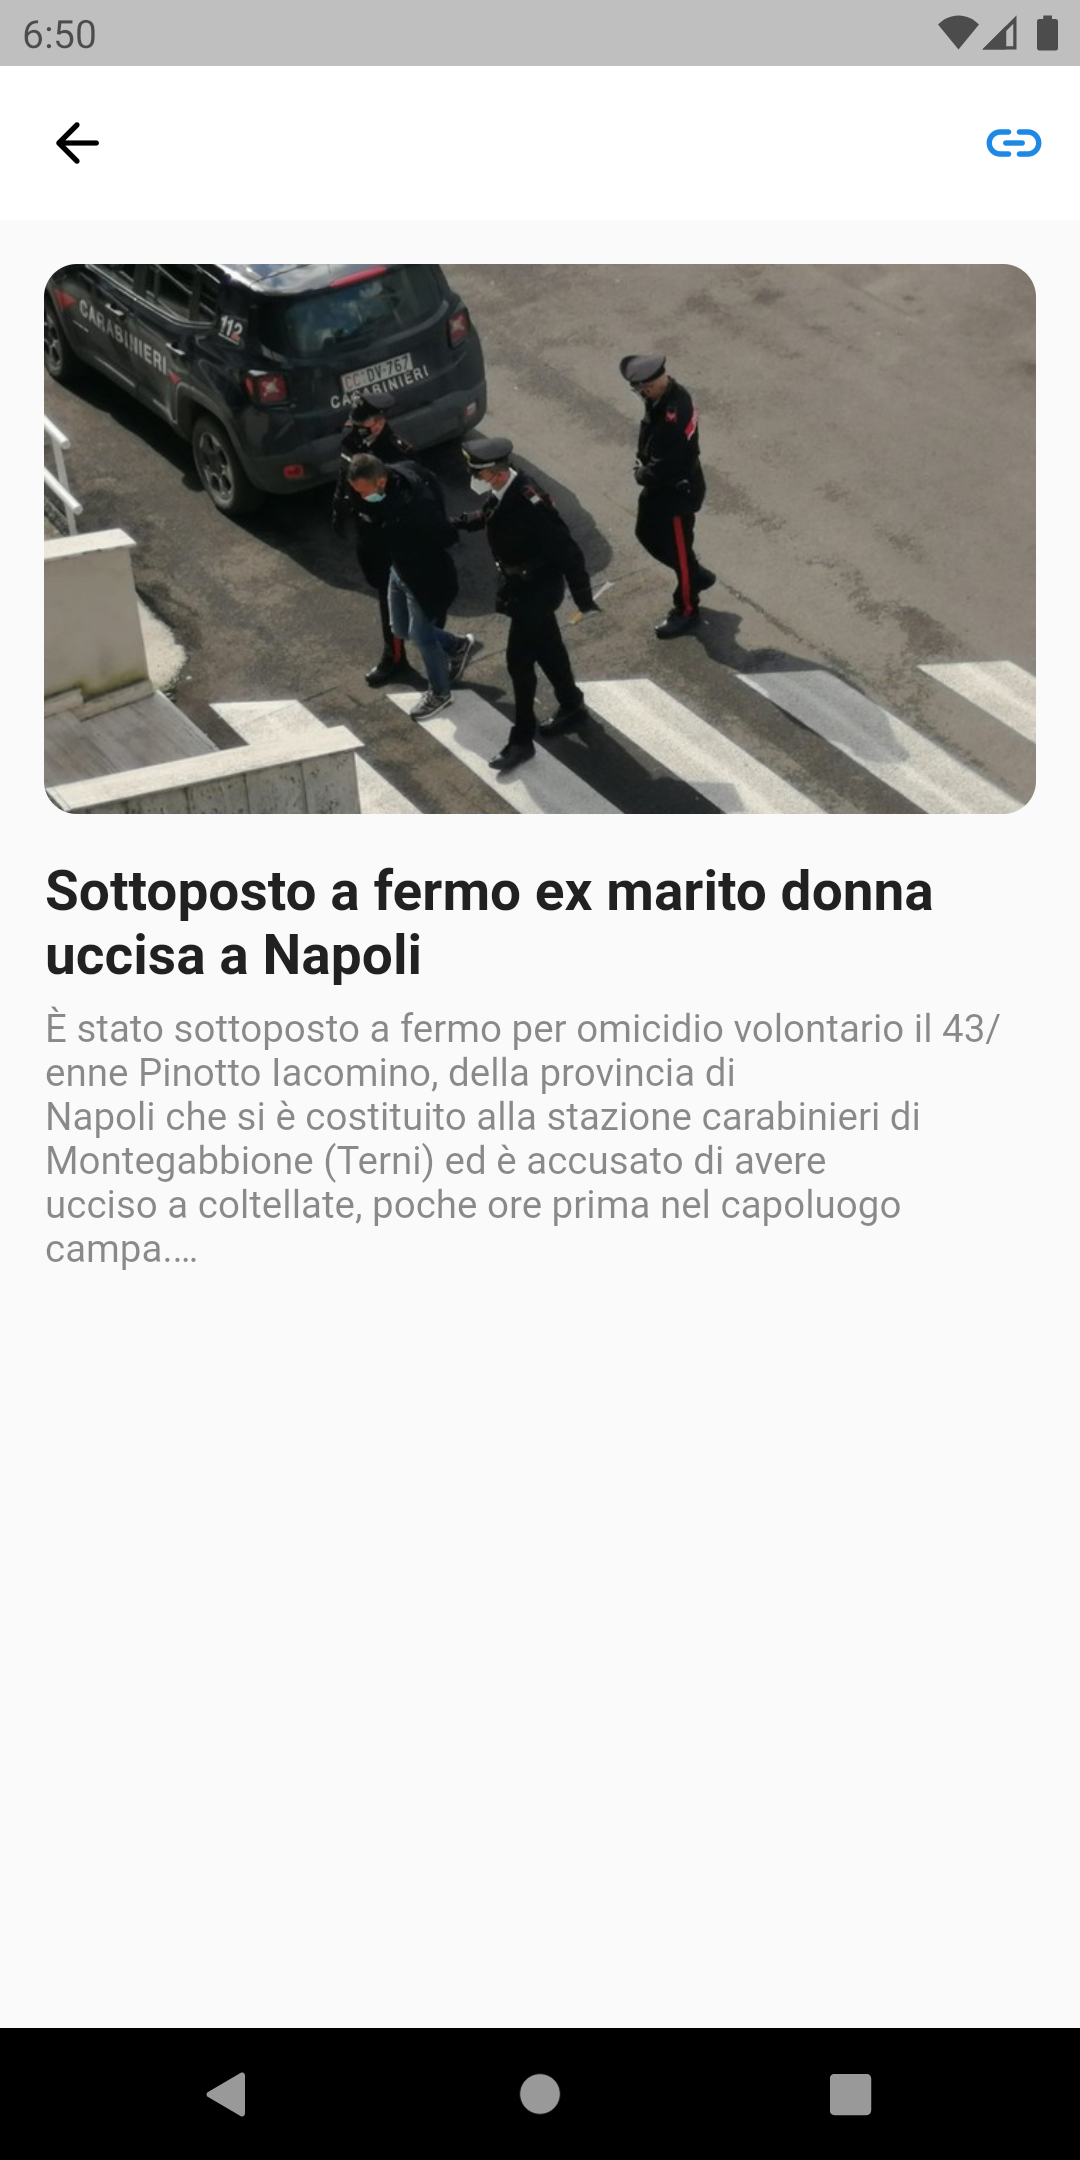 6:50
CARABINIERI
112
CC DV 767
CARABINIERI
Sottoposto a fermo ex marito donna
uccisa a Napoli
È stato sottoposto a fermo per omicidio volontario il 43/
enne Pinotto Iacomino, della provincia di
Napoli che si è costituito alla stazione carabinieri di
Montegabbione (Terni) ed è accusato di avere
ucciso a coltellate, poche ore prima nel capoluogo
campa.…